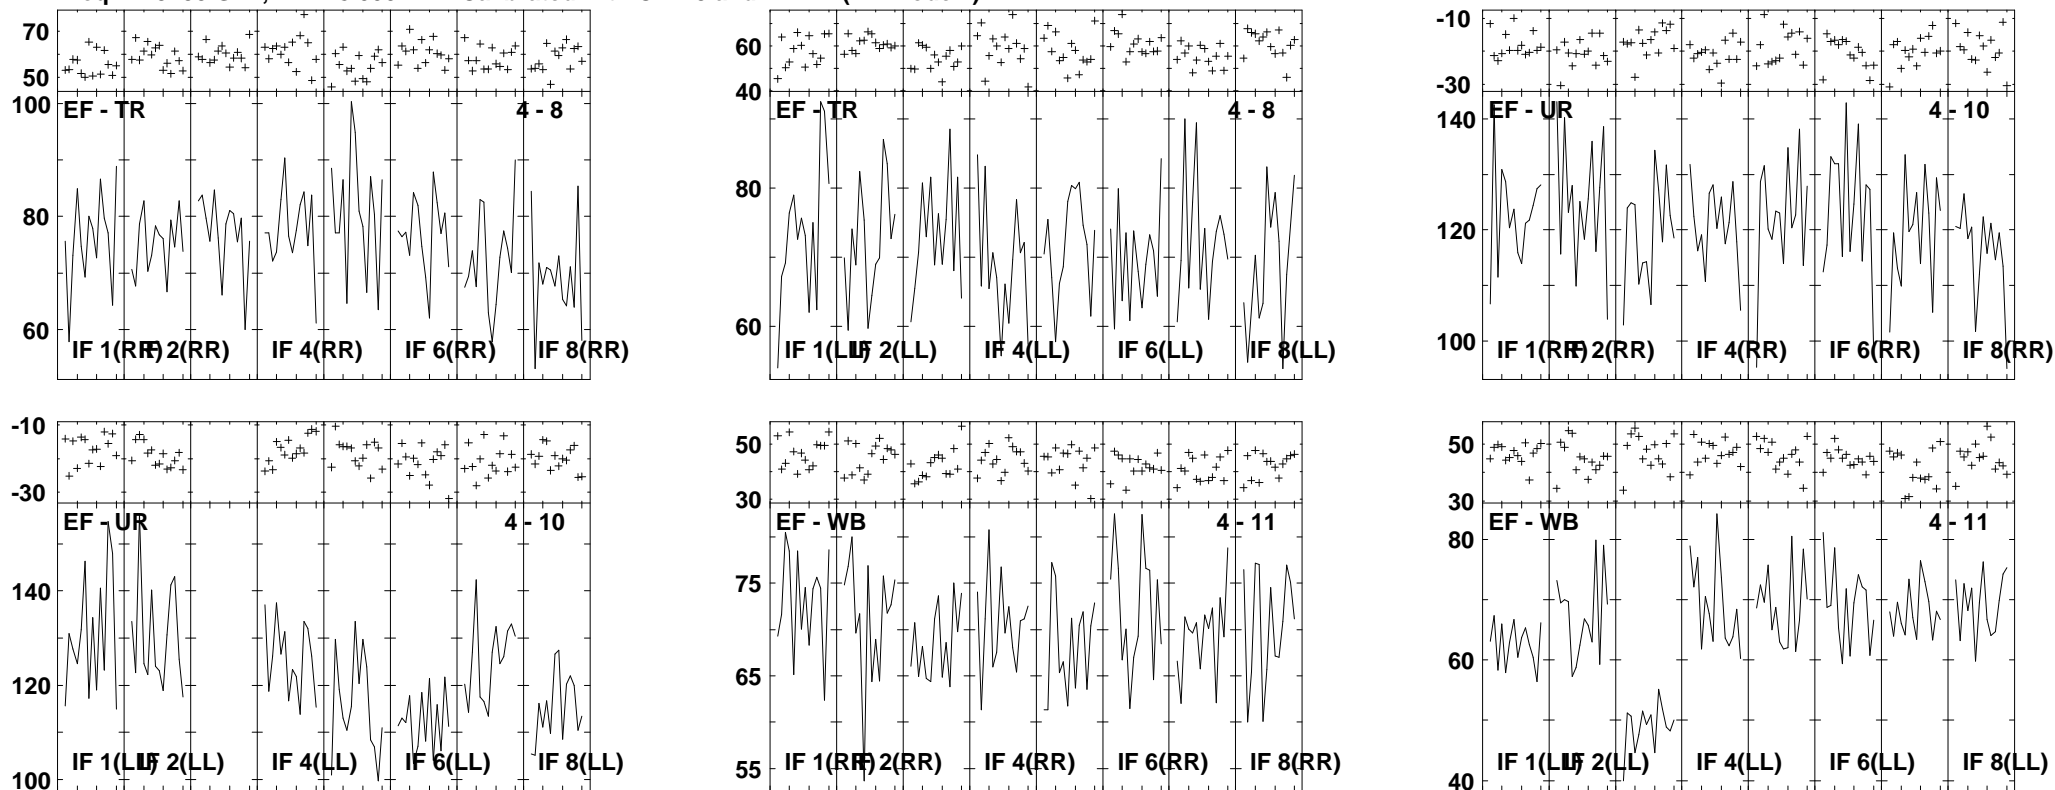 70
50
100
80
60
EF - TR
4 - 8
IF 1(RR)
IF 2(RR)
IF 4(RR)
IF 6(RR)
IF 8(RR)
60
40
80
60
EF - TR
4 - 8
IF 1(LL)
IF 2(LL)
IF 4(LL)
IF 6(LL)
IF 8(LL)
-10
-30
140
120
100
EF - UR
4 - 10
IF 1(RR)
IF 2(RR)
IF 4(RR)
IF 6(RR)
IF 8(RR)
-10
-30
140
120
100
EF - UR
4 - 10
IF 1(LL)
IF 2(LL)
IF 4(LL)
IF 6(LL)
IF 8(LL)
50
30
75
65
55
EF - WB
4 - 11
IF 1(RR)
IF 2(RR)
IF 4(RR)
IF 6(RR)
IF 8(RR)
50
30
80
60
40
EF - WB
4 - 11
IF 1(LL)
IF 2(LL)
IF 4(LL)
IF 6(LL)
IF 8(LL)